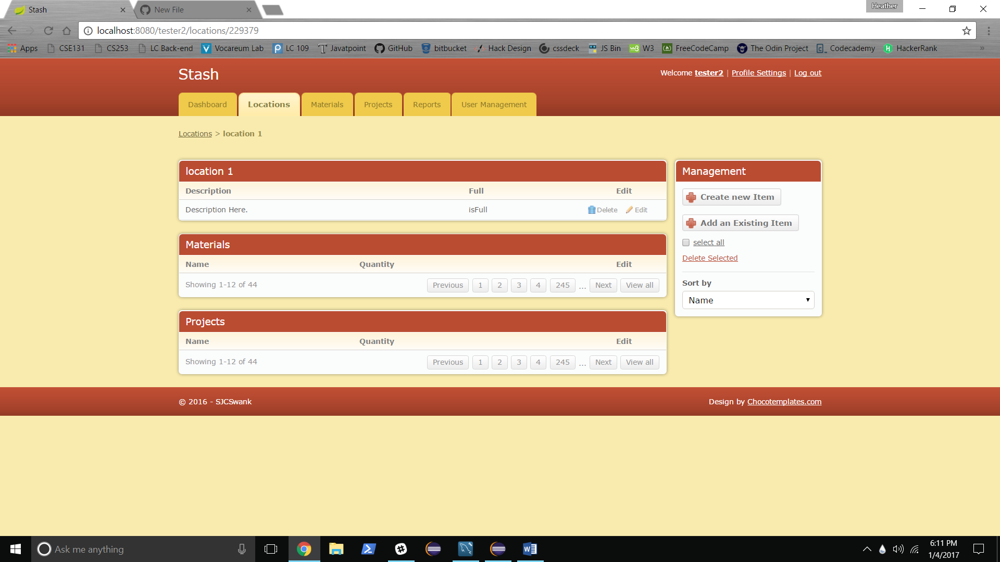 Stash
New File
Heather
localhost:8080/tester2/locations/229379
Apps CSE131 CS253 LC Back-end Vocareum Lab LC 109 Javatpoint GitHub bitbucket Hack Design cssdeck JS Bin W3 FreeCodeCamp The Odin Project Codecademy HackerRank »
Stash
Welcome tester2 | Profile Settings | Log out
Dashboard Locations Materials Projects Reports User Management
Locations > location 1
location 1
Description Full Edit
Description Here. isFull Delete Edit
Materials
Name Quantity Edit
Showing 1-12 of 44 Previous 1 2 3 4 245 ... Next View all
Projects
Name Quantity Edit
Showing 1-12 of 44 Previous 1 2 3 4 245 ... Next View all
Management
Create new Item
Add an Existing Item
select all
Delete Selected
Sort by
Name
© 2016 - SJCSwank
Design by Chocotemplates.com
Ask me anything
6:11 PM
1/4/2017